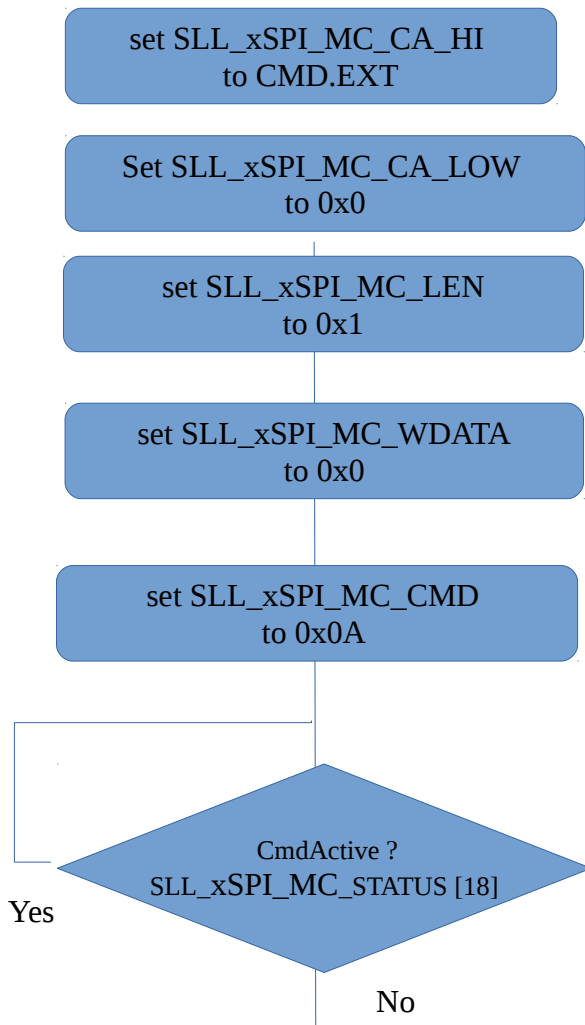 set SLL_xSPI_MC_CA_HI
to CMD.EXT
Set SLL_xSPI_MC_CA_LOW
to 0x0
set SLL_xSPI_MC_LEN
to 0x1
set SLL_xSPI_MC_WDATA
to 0x0
set SLL_xSPI_MC_CMD
to 0x0A
CmdActive ?
SLL_xSPI_MC_STATUS [18]
Yes
No